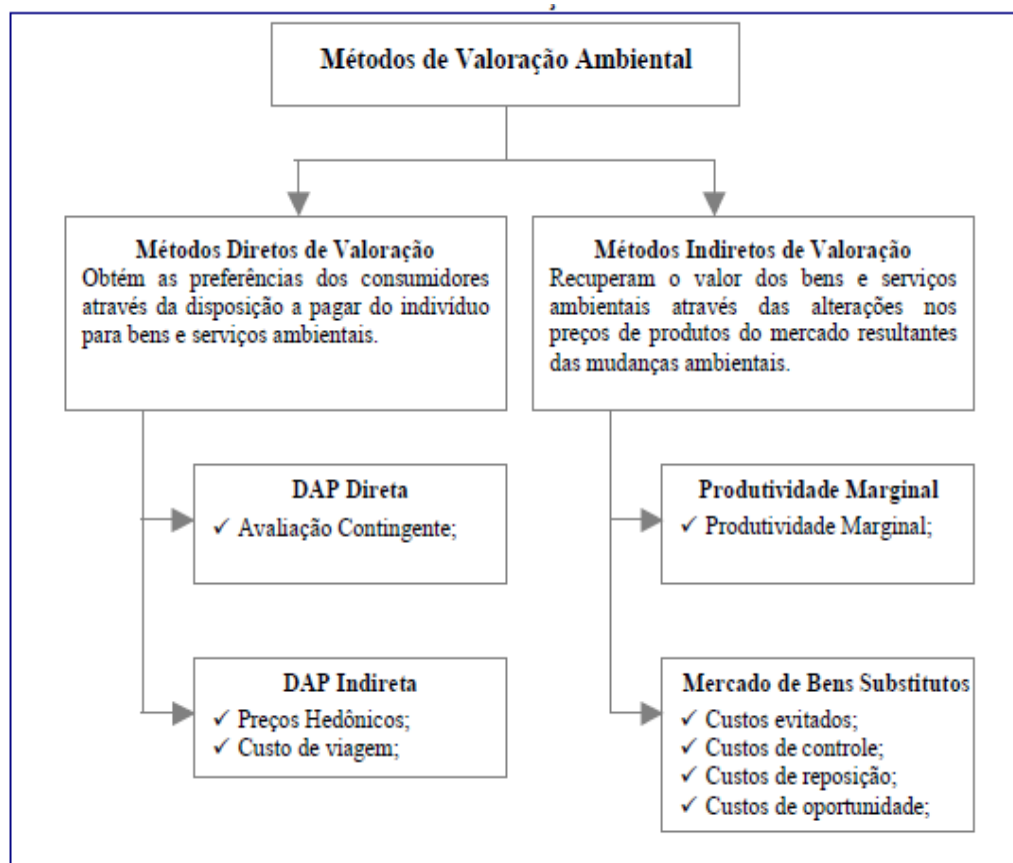 Métodos de Valoração Ambiental
Métodos Diretos de Valoração
Obtém as preferências dos consumidores
através da disposição a pagar do indivíduo
para bens e serviços ambientais.
Métodos Indiretos de Valoração
Recuperam o valor dos bens e serviços
ambientais através das alterações nos
preços de produtos do mercado resultantes
das mudanças ambientais.
DAP Direta
✓ Avaliação Contingente;
Produtividade Marginal
✓ Produtividade Marginal;
DAP Indireta
✓ Preços Hedônicos;
✓ Custo de viagem;
Mercado de Bens Substitutos
✓ Custos evitados;
✓ Custos de controle;
✓ Custos de reposição;
✓ Custos de oportunidade;